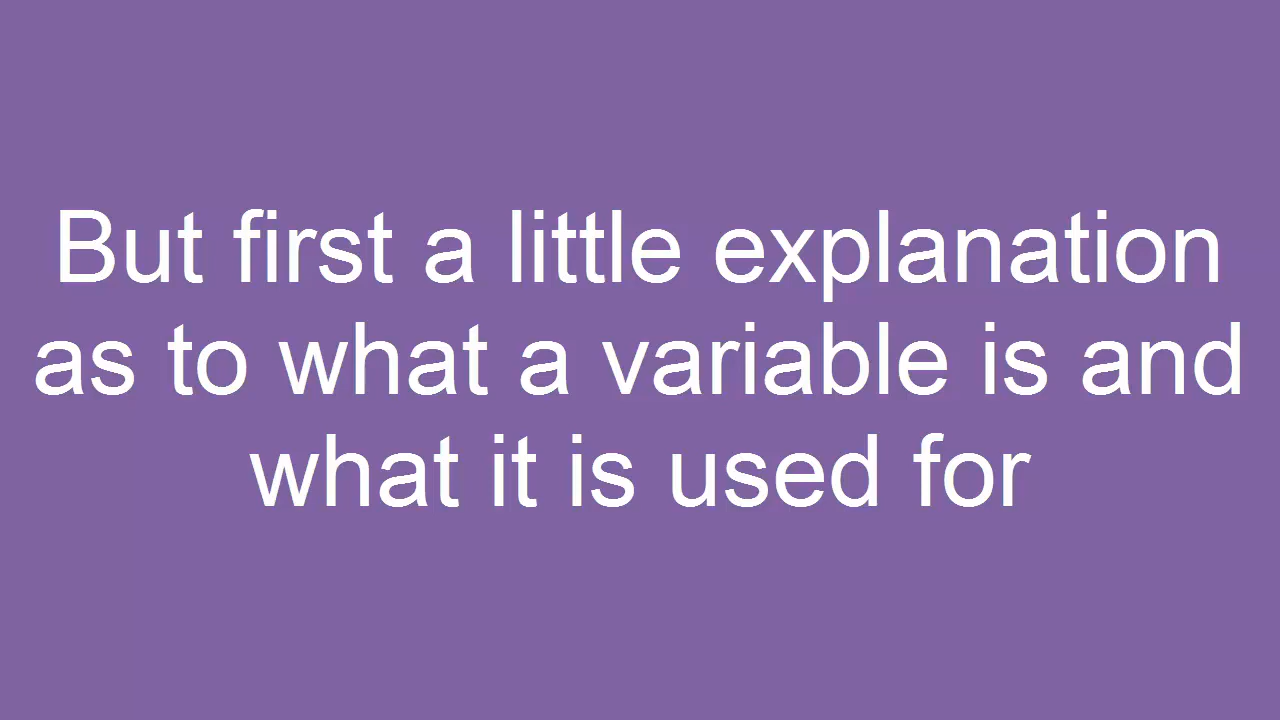 But first a little explanation
as to what a variable is and
what it is used for